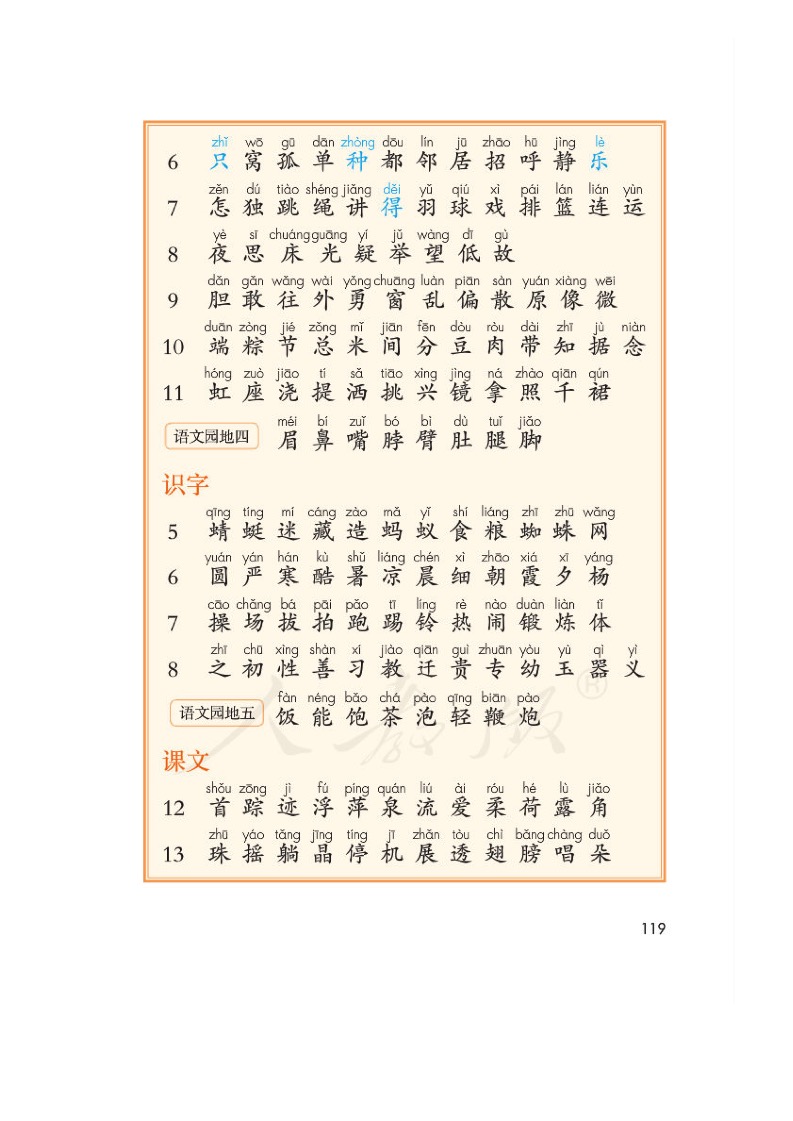 zhǐ wō gū dān zhòng dōu lín jū zhāo hū jìng lè
6 只 窝 孤 单 种 都 邻 居 招 呼 静 乐
zěn dú tiào shéng jiǎng děi yǔ qiú xì pái lán lián yùn
7 怎 独 跳 绳 讲 得 羽 球 戏 排 篮 连 运
yè sī chuáng guāng yí jǔ wàng dī gù
8 夜 思 床 光 疑 举 望 低 故
dǎn gǎn wǎng wài yǒng chuāng luàn piān sàn yuán xiàng wēi
9 胆 敢 往 外 勇 窗 乱 偏 散 原 像 微
duān zòng jié zǒng mǐ jiān fēn dòu ròu dài zhī jù niàn
10 端 粽 节 总 米 间 分 豆 肉 带 知 据 念
hóng zuò jiāo tí sǎ tiāo xìng jìng ná zhào qiān qún
11 虹 座 浇 提 洒 挑 兴 镜 拿 照 千 裙
méi bí zuǐ bó bì dù tuǐ jiǎo
语文园地四 眉 鼻 嘴 脖 臂 肚 腿 脚
识字
qīng tíng mí cáng zào mǎ yǐ shí liáng zhī zhū wǎng
5 蜻 蜓 迷 藏 造 蚂 蚁 食 粮 蜘 蛛 网
yuán yán hán kù shǔ liáng chén xì zhāo xiá xī yáng
6 圆 严 寒 酷 暑 凉 晨 细 朝 霞 夕 杨
cāo chǎng bá pāi pǎo tī líng rè nào duàn liàn tǐ
7 操 场 拔 拍 跑 踢 铃 热 闹 锻 炼 体
zhī chū xìng shàn xí jiào qiān guì zhuān yòu yù qì yì
8 之 初 性 善 习 教 迁 贵 专 幼 玉 器 义
fàn néng bǎo chá pào qīng biān pào
语文园地五 饭 能 饱 茶 泡 轻 鞭 炮
人教版®
课文
shǒu zōng jì fú píng quán liú ài róu hé lù jiǎo
12 首 踪 迹 浮 萍 泉 流 爱 柔 荷 露 角
zhū yáo tǎng jīng tíng jī zhǎn tòu chì bǎng chàng duǒ
13 珠 摇 躺 晶 停 机 展 透 翅 膀 唱 朵
119